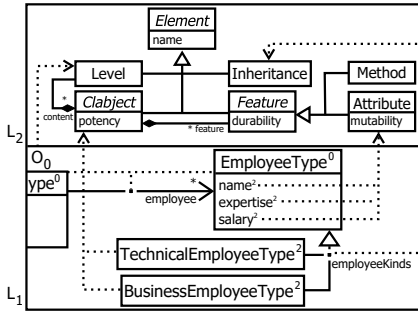 Element
name
Level
Inheritance
Method
*
content
Clabject
potency
* feature
Feature
durability
Attribute
mutability
L2
O0
ype0
*
employee
EmployeeType0
name2
expertise2
salary2
TechnicalEmployeeType2
employeeKinds
BusinessEmployeeType2
L1